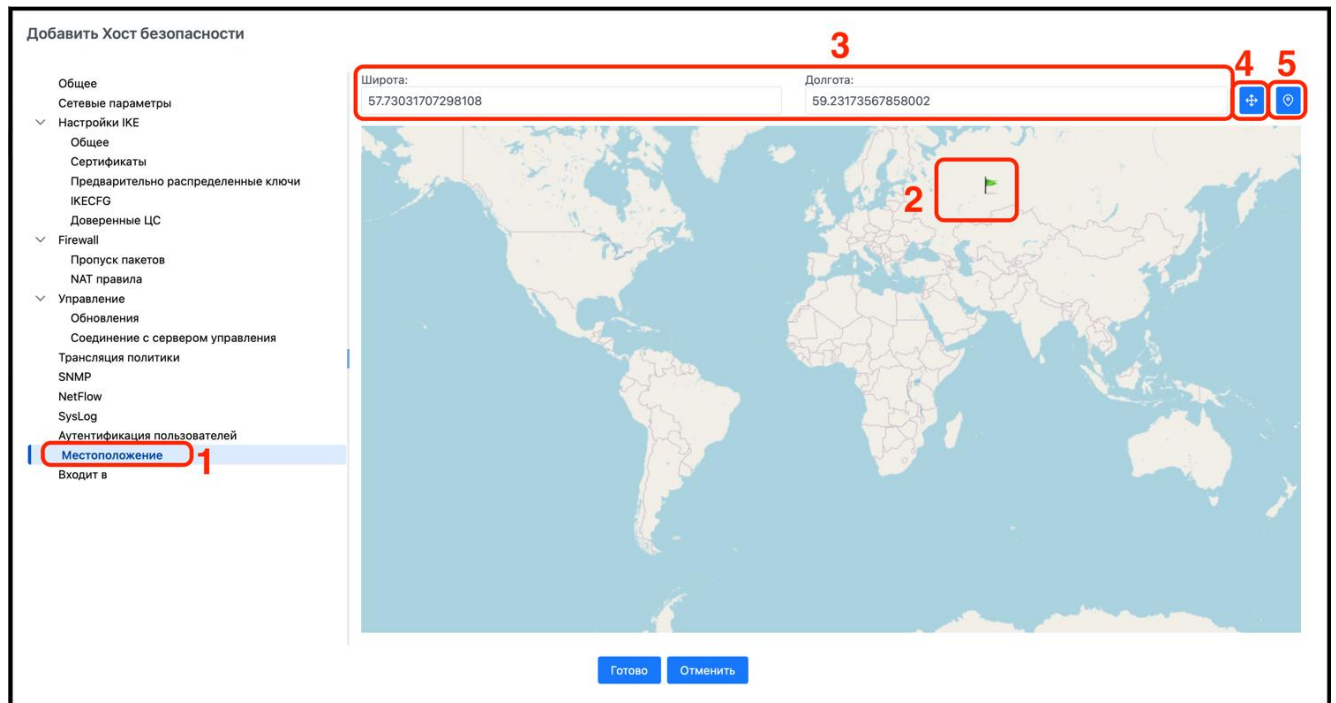 Добавить Хост безопасности
3
4
5
Широта:
Долгота:
57.73031707298108
59.23173567858002
Общее
Сетевые параметры
Настройки IKE
Общее
Сертификаты
Предварительно распределенные ключи
IKECFG
Доверенные ЦС
Firewall
Пропуск пакетов
NAT правила
Управление
Обновления
Соединение с сервером управления
Трансляция политики
SNMP
NetFlow
SysLog
Аутентификация пользователей
Местоположение
1
Входит в
2
Готово
Отменить